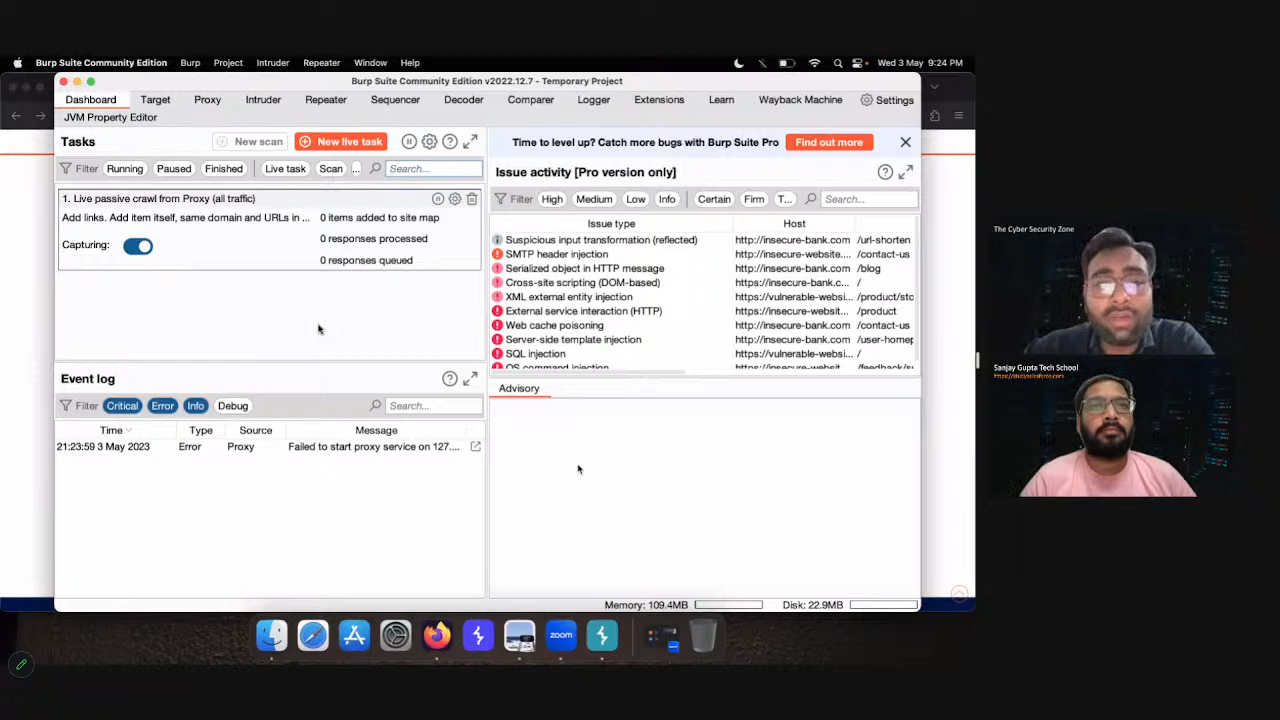 Burp Suite Community Edition Burp Project Intruder Repeater Window Help Wed 3 May 9:24 PM
Burp Suite Community Edition v2022.12.7 - Temporary Project
Dashboard Target Proxy Intruder Repeater Sequencer Decoder Comparer Logger Extensions Learn Wayback Machine Settings
JVM Property Editor
Tasks New scan New live task
Filter Running Paused Finished Live task Scan ... Search...
1. Live passive crawl from Proxy (all traffic)
Add links. Add item itself, same domain and URLs in ... 0 items added to site map
Capturing: 0 responses processed
0 responses queued
Event log
Filter Critical Error Info Debug Search...
Time Type Source Message
21:23:59 3 May 2023 Error Proxy Failed to start proxy service on 127....
Time to level up? Catch more bugs with Burp Suite Pro Find out more
Issue activity [Pro version only]
Filter High Medium Low Info Certain Firm T... Search...
Issue type Host
Suspicious input transformation (reflected) http://insecure-bank.com /url-shorten
SMTP header injection http://insecure-website.... /contact-us
Serialized object in HTTP message http://insecure-bank.com /blog
Cross-site scripting (DOM-based) https://insecure-bank.c... /
XML external entity injection https://vulnerable-websi... /product/sto
External service interaction (HTTP) https://insecure-website.... /product
Web cache poisoning http://insecure-bank.com /contact-us
Server-side template injection http://insecure-bank.com /user-homep
SQL injection https://vulnerable-websi... /
OS command injection https://insecure-websit... /feedback/su
Advisory
Memory: 109.4MB Disk: 22.9MB
zoom
The Cyber Security Zone
Sanjay Gupta Tech School